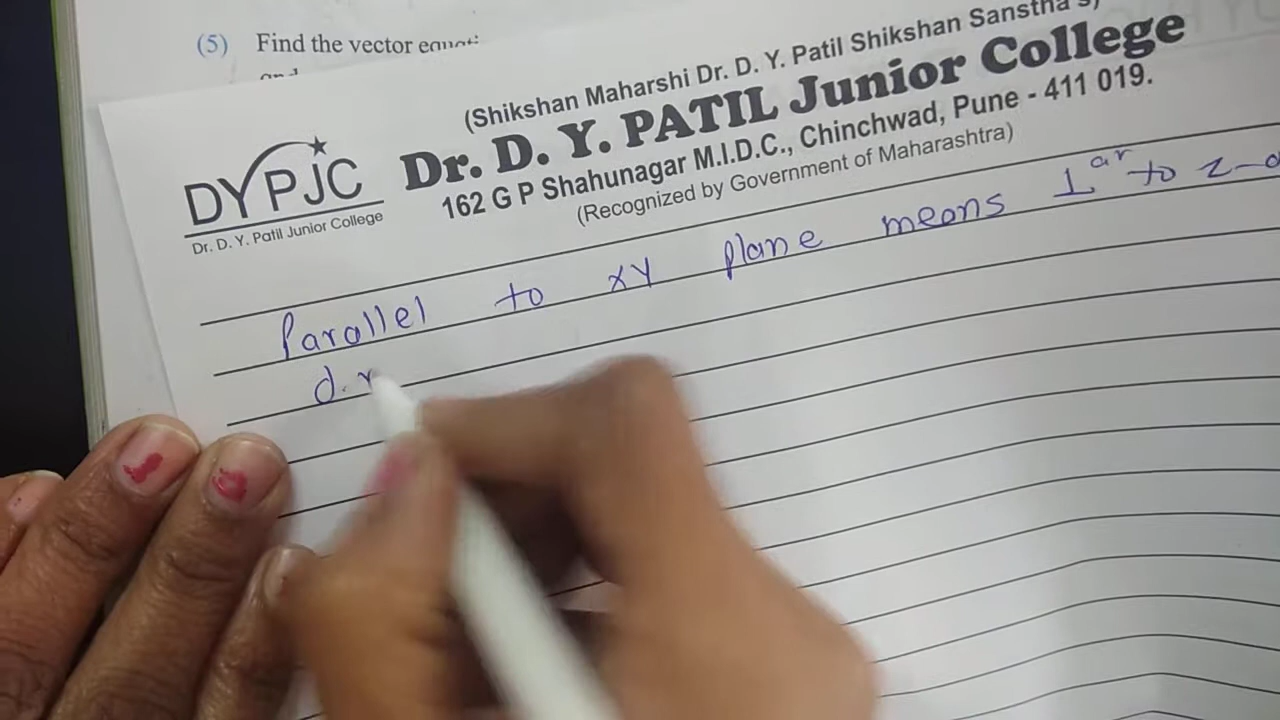 (5) Find the vector equati
and
(Shikshan Maharshi Dr. D. Y. Patil Shikshan Sanstha's)
Dr. D. Y. PATIL Junior College
162 G P Shahunagar M.I.D.C., Chinchwad, Pune - 411 019.
(Recognized by Government of Maharashtra)
DYPJC
Dr. D. Y. Patil Junior College
Parallel to XY plane means ⊥ar to z-a
d.r